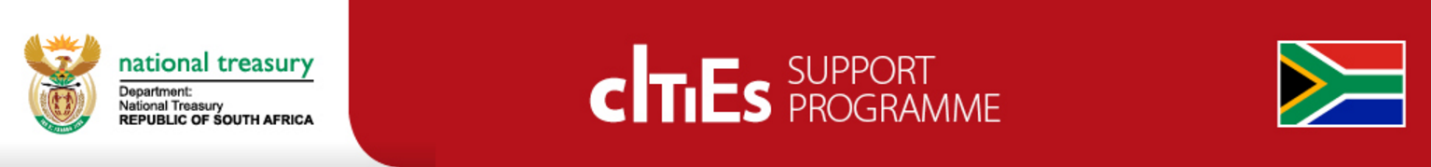 national treasury
Department:
National Treasury
REPUBLIC OF SOUTH AFRICA
cITiEs
SUPPORT
PROGRAMME